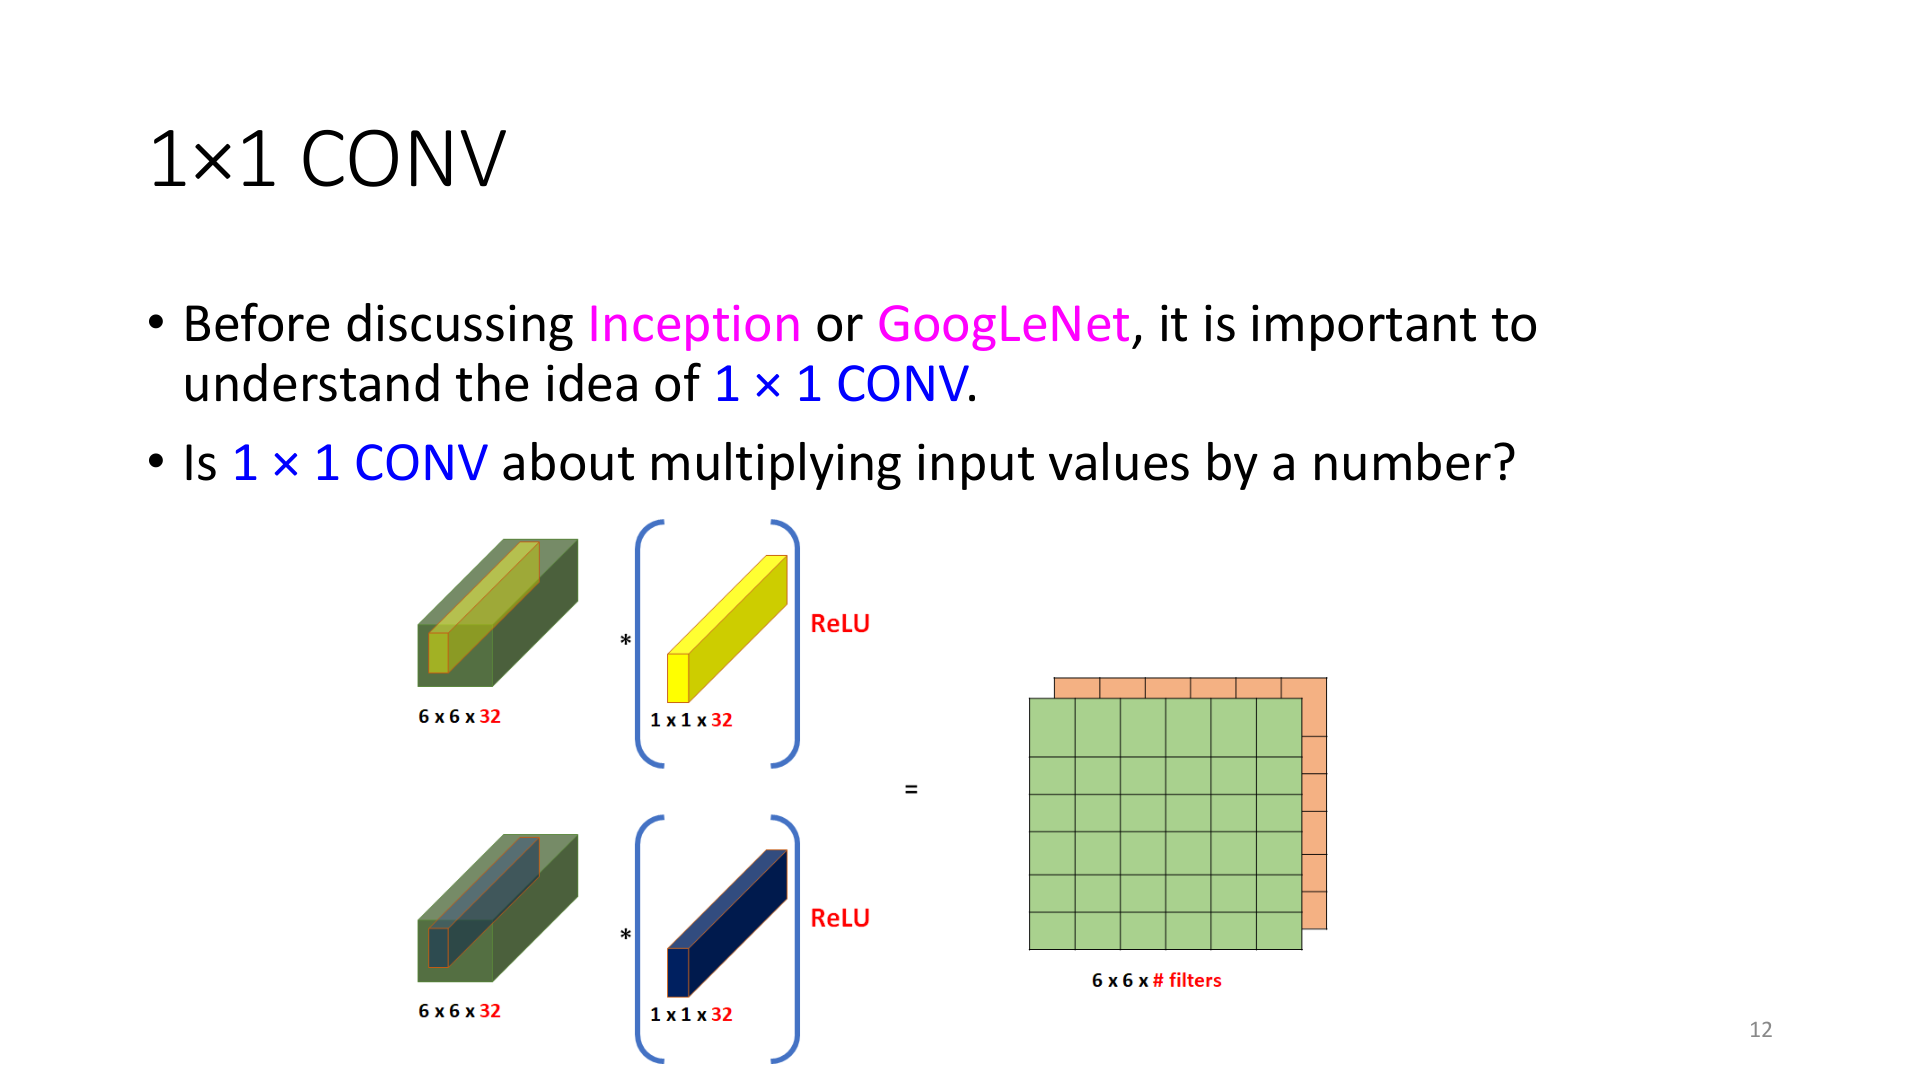 1×1 CONV
• Before discussing Inception or GoogLeNet, it is important to
understand the idea of 1 × 1 CONV.
• Is 1 × 1 CONV about multiplying input values by a number?
6 x 6 x 32
*
1 x 1 x 32
ReLU
=
6 x 6 x 32
*
1 x 1 x 32
ReLU
6 x 6 x # filters
12